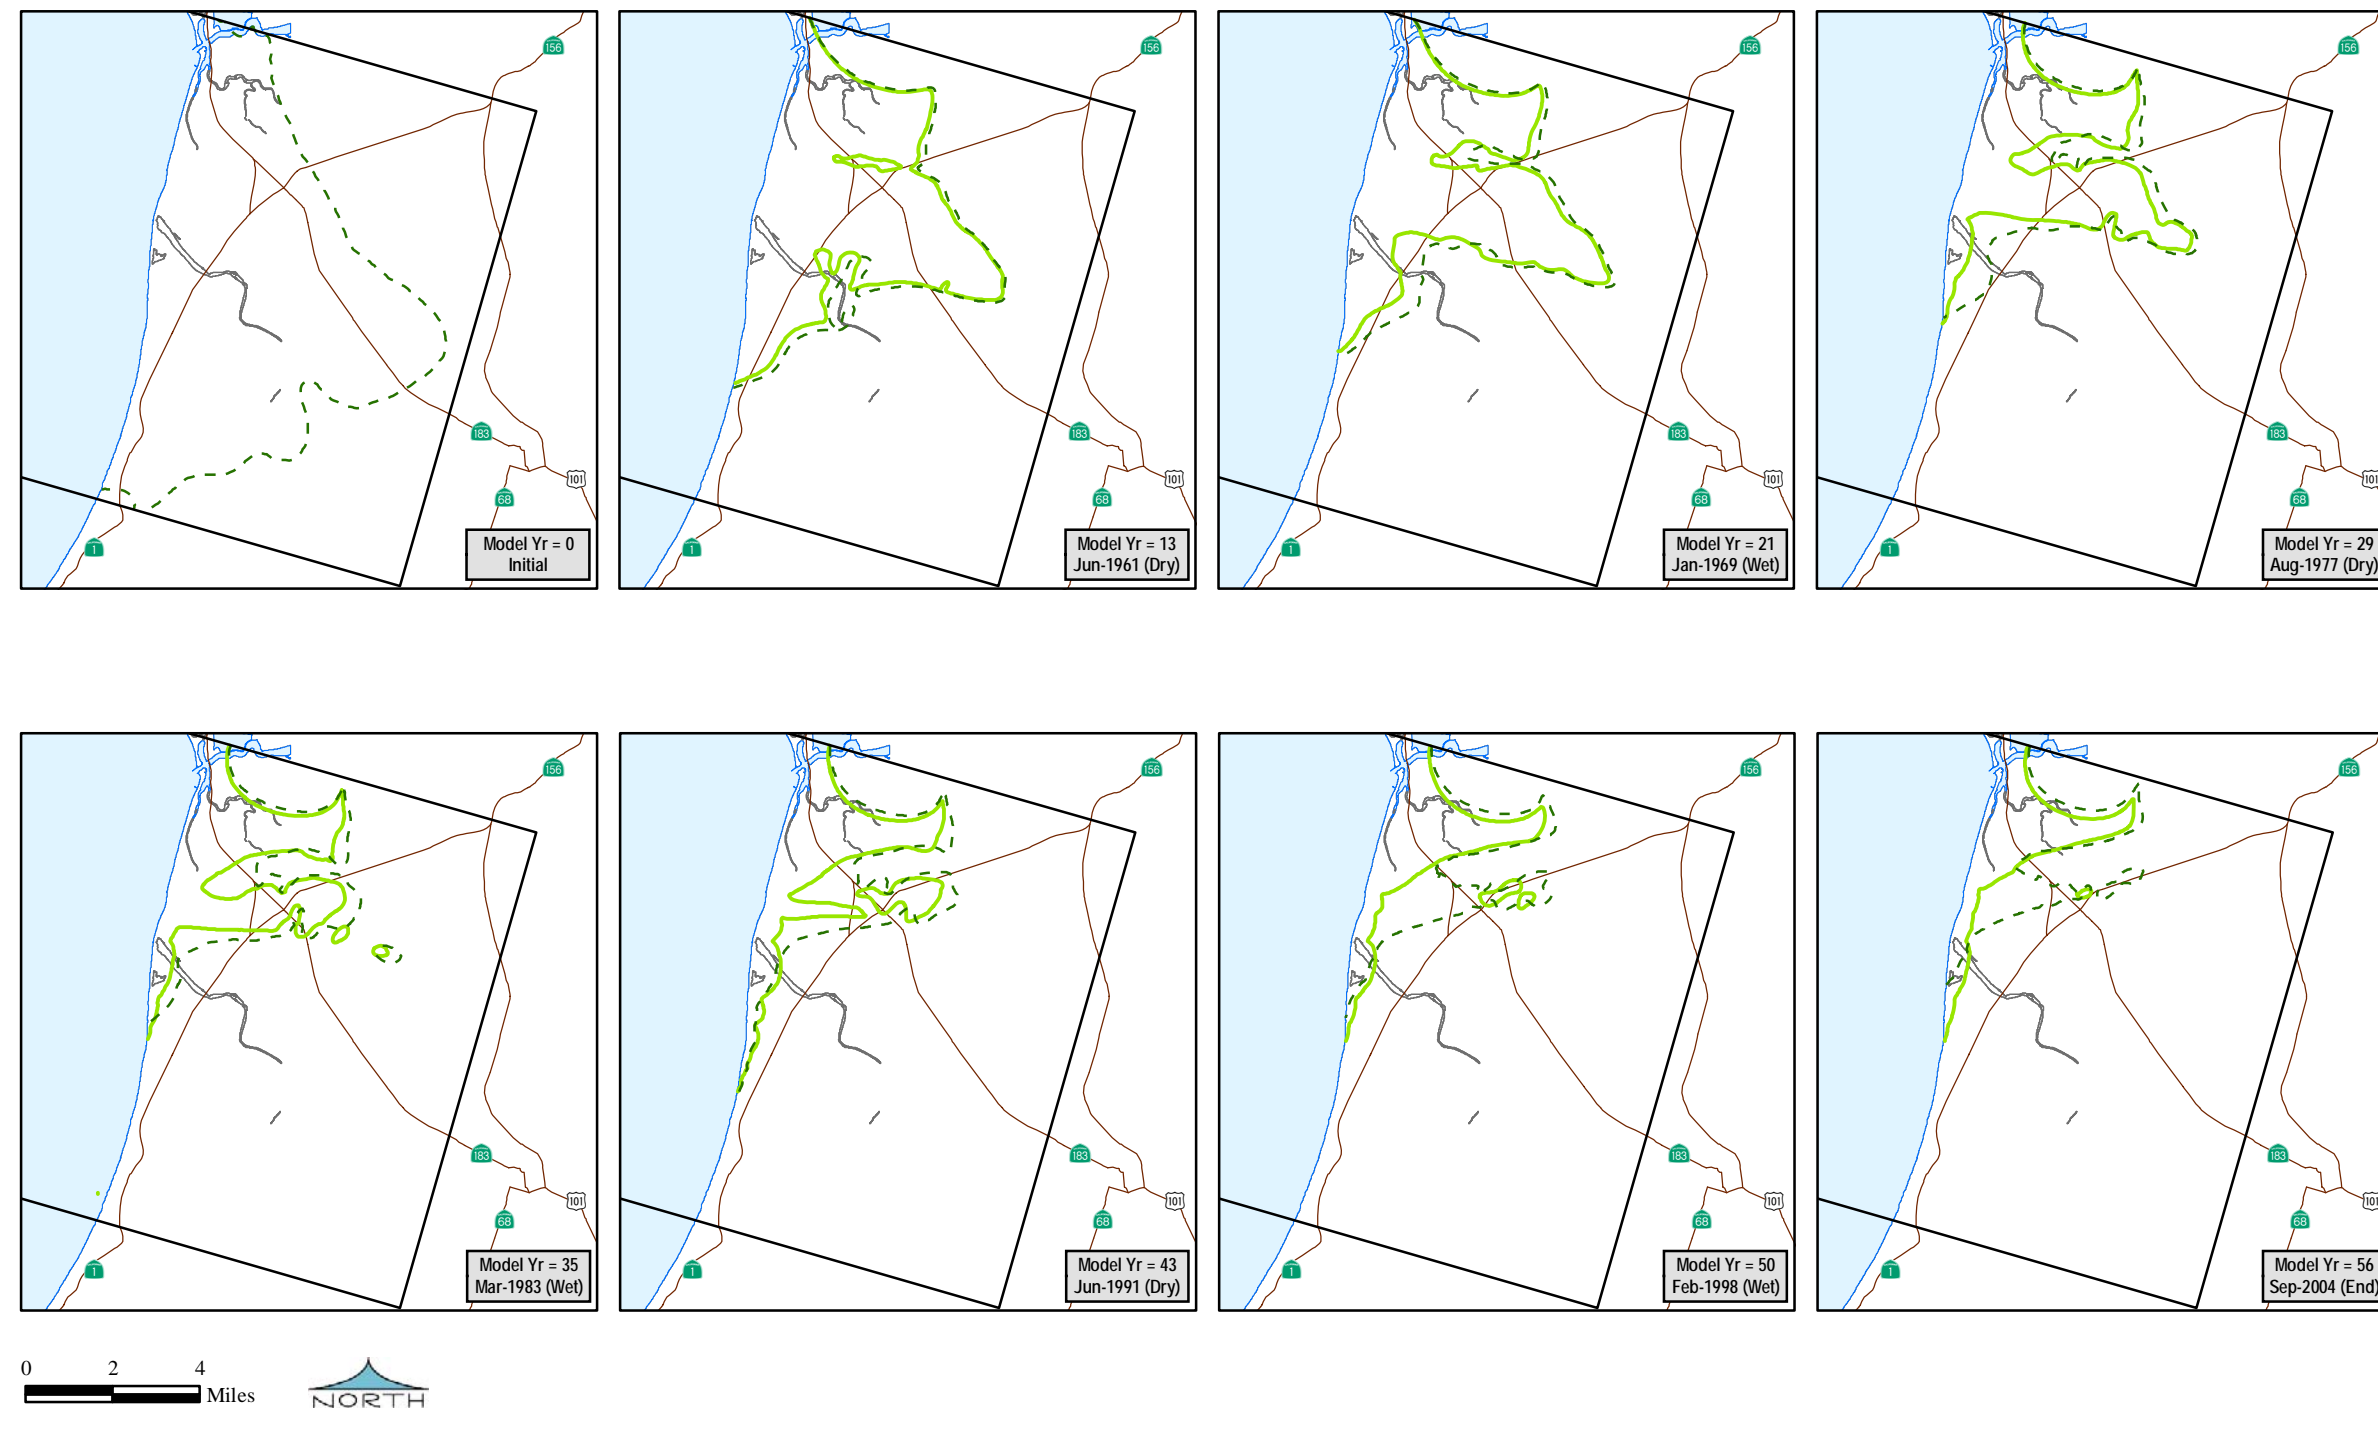 156
183
101
68
1
Model Yr = 0
Initial
156
183
101
68
1
Model Yr = 13
Jun-1961 (Dry)
156
183
101
68
1
Model Yr = 21
Jan-1969 (Wet)
156
183
101
68
1
Model Yr = 29
Aug-1977 (Dry)
156
183
101
68
1
Model Yr = 35
Mar-1983 (Wet)
156
183
101
68
1
Model Yr = 43
Jun-1991 (Dry)
156
183
101
68
1
Model Yr = 50
Feb-1998 (Wet)
156
183
101
68
1
Model Yr = 56
Sep-2004 (End)
0 2 4
Miles
NORTH